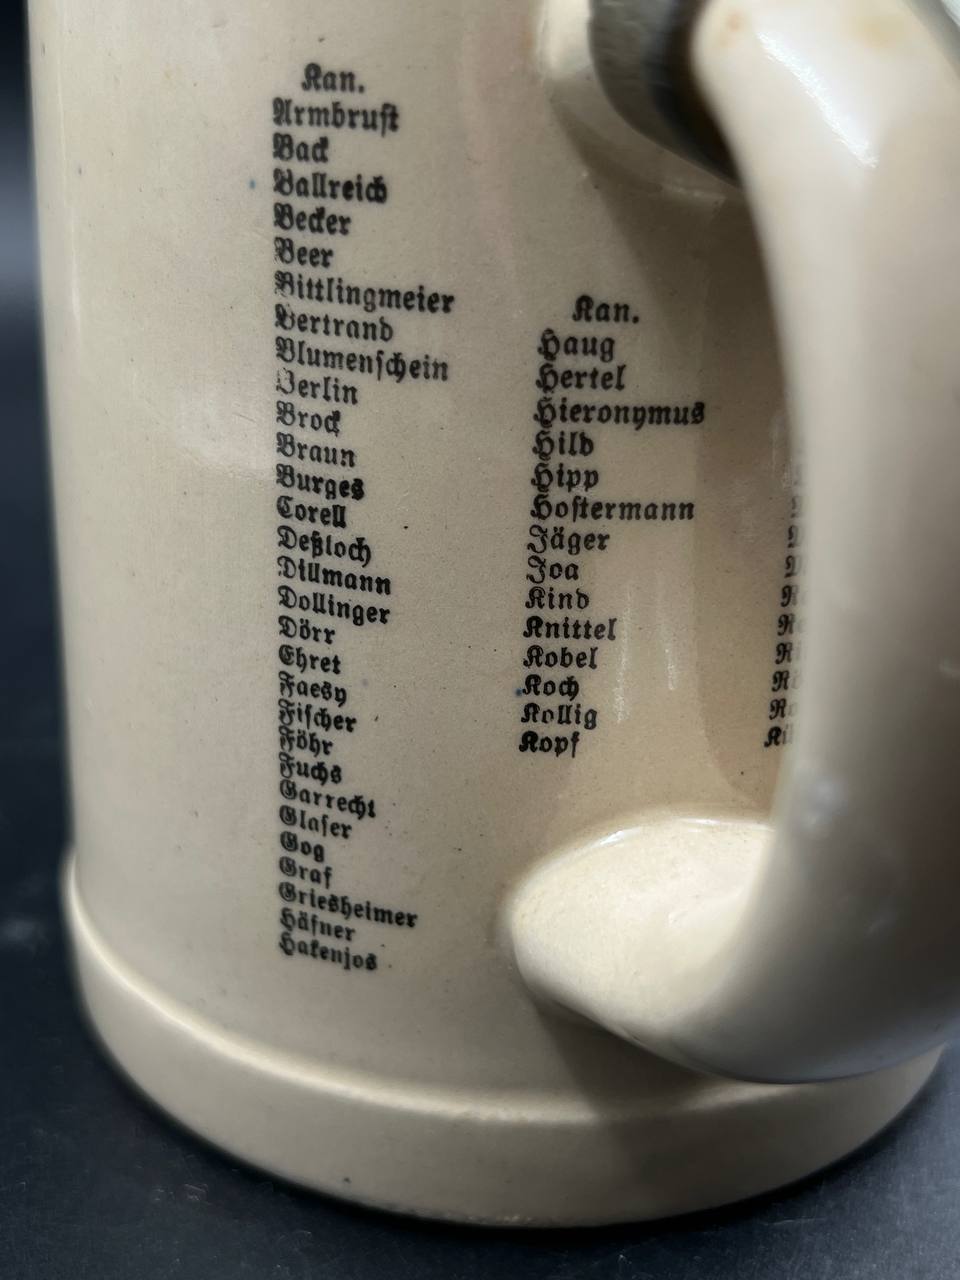 Kan.
Armbrust
Back
Ballreich
Becker
Beer
Bittlingmeier
Bertrand
Blumenschein
Berlin
Brock
Braun
Burges
Corell
Deßloch
Dillmann
Dollinger
Dörr
Ehret
Faesy
Fischer
Föhr
Fuchs
Garrecht
Glaser
Gog
Graf
Griesheimer
Häfner
Hakenjos
Kan.
Haug
Hertel
Hieronymus
Hild
Hipp
Hostermann
Jäger
Joa
Kind
Knittel
Kobel
Koch
Kollig
Kopf